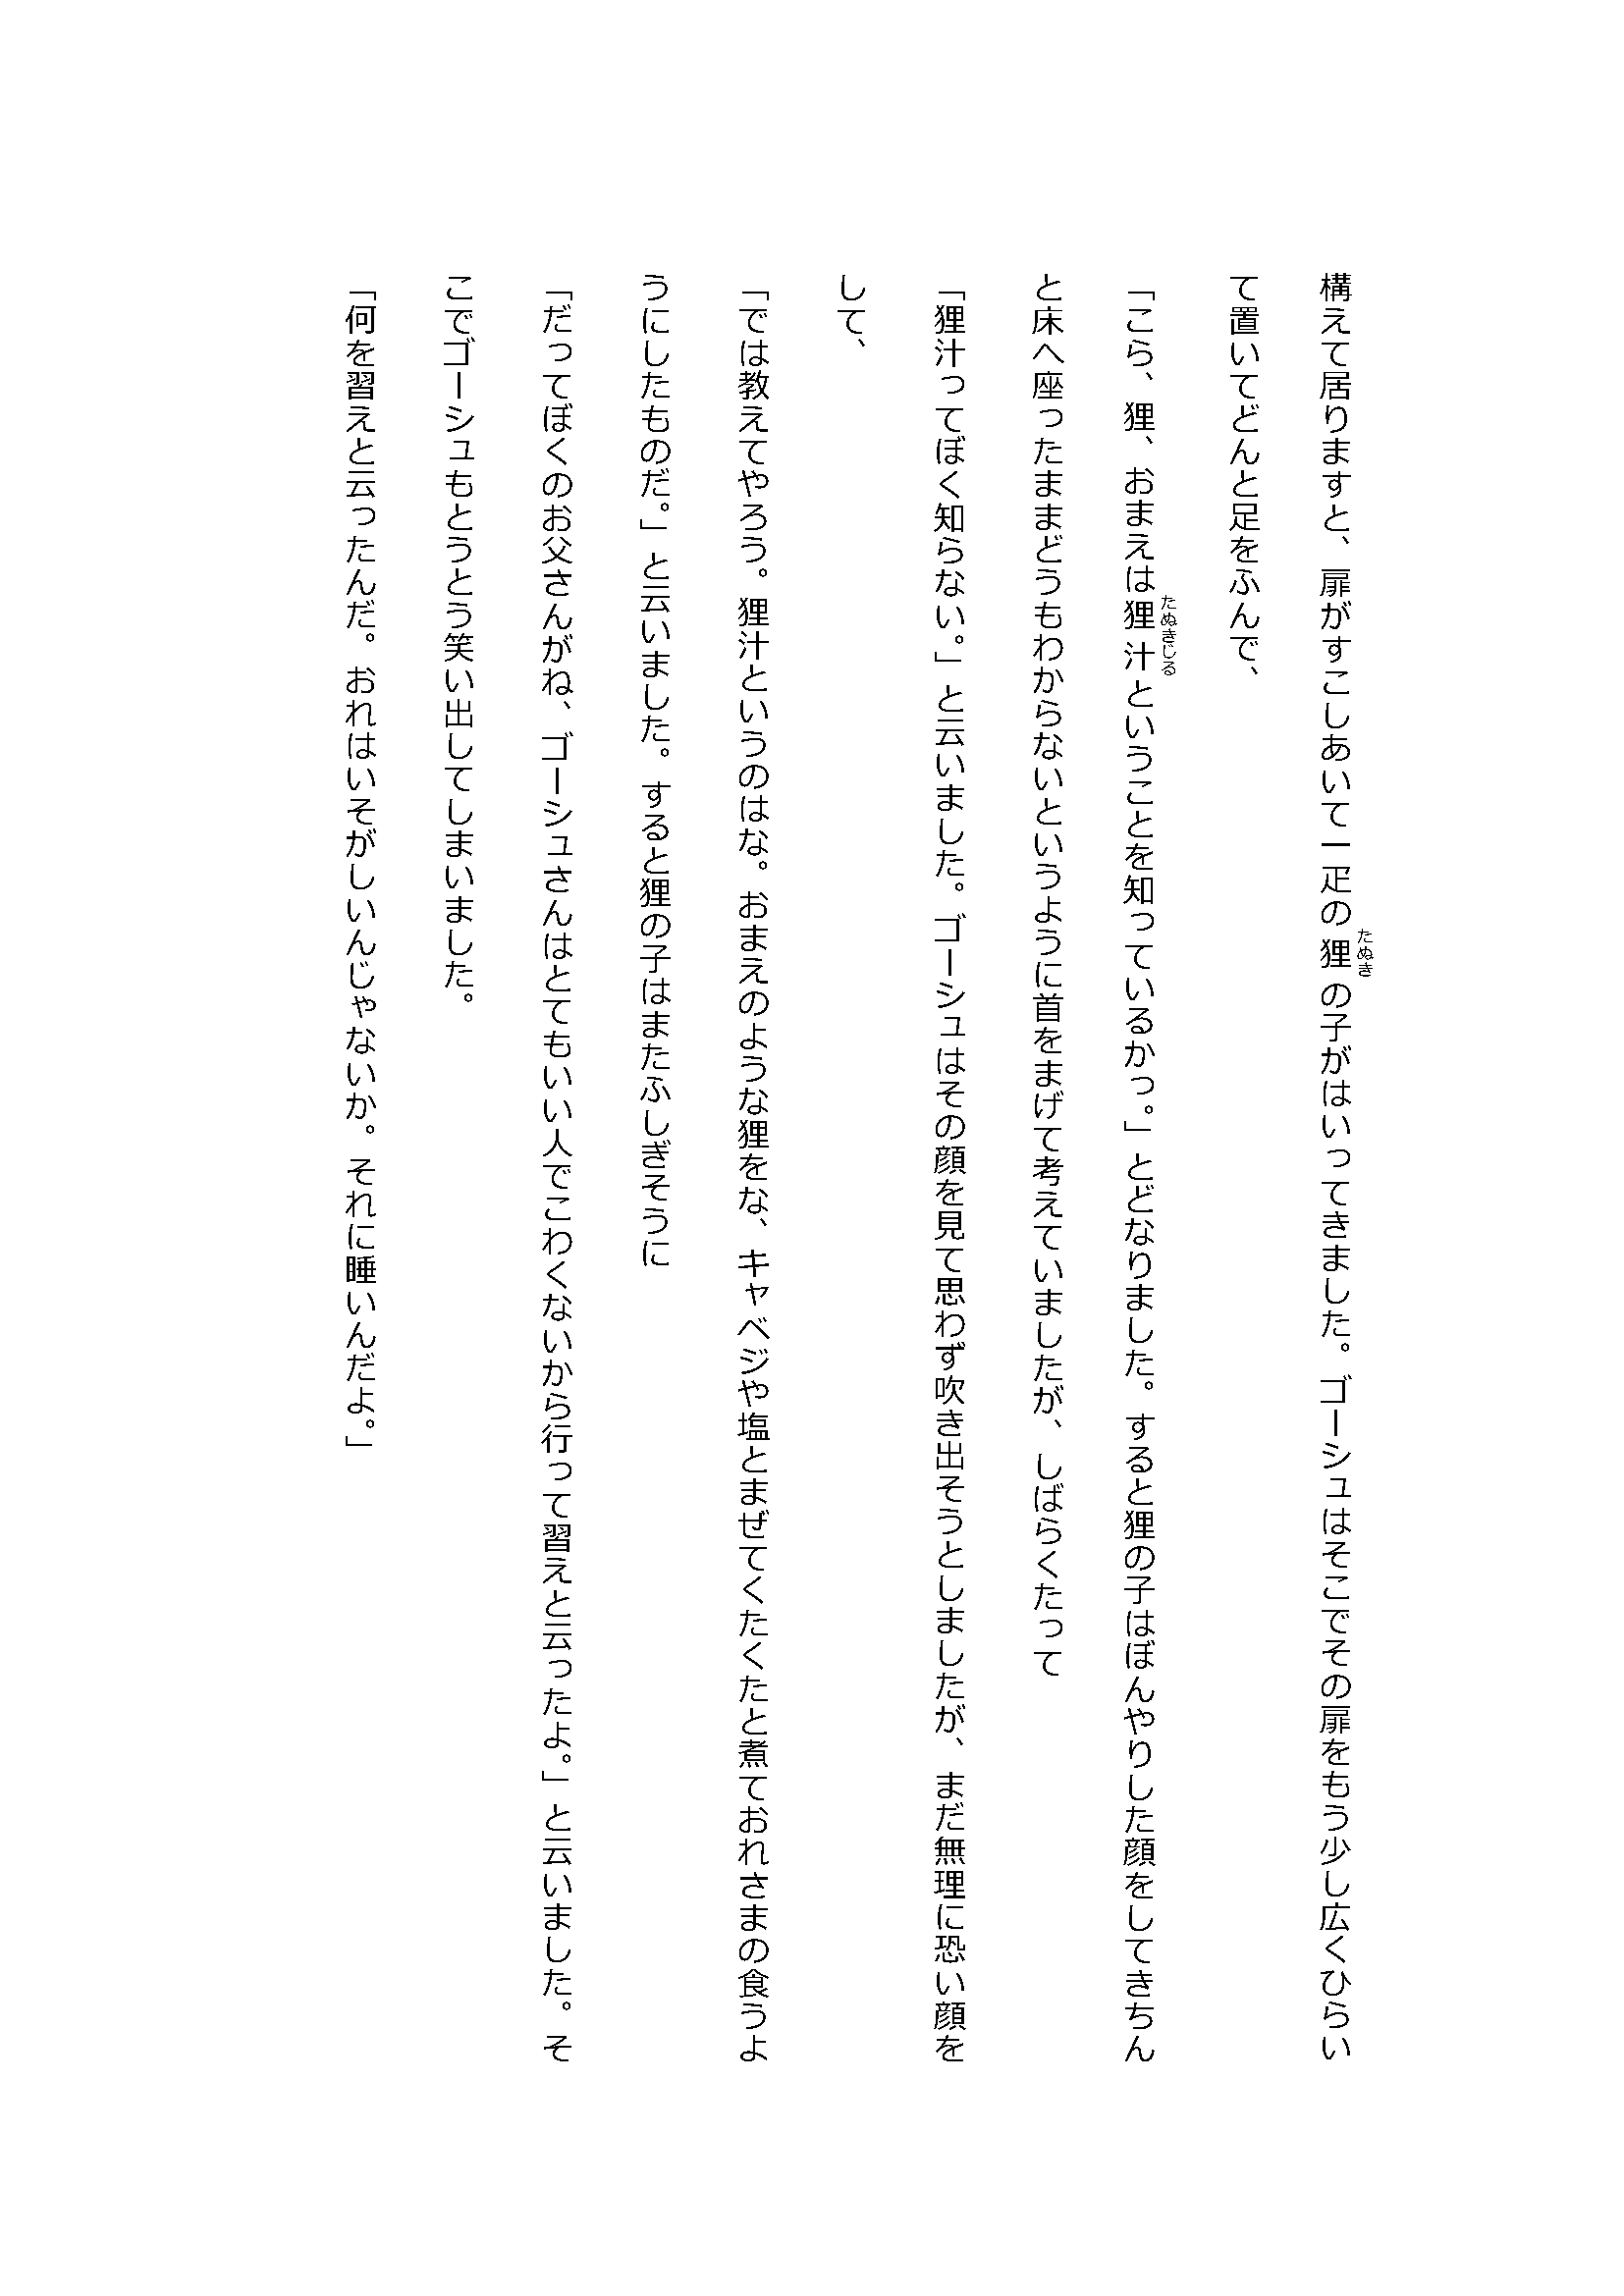 構えて居りますと、扉がすこしあいて一疋の狸の子がはいってきました。ゴーシュはそこでその扉をもう少し広くひらい
て置いてどんと足をふんで、
「こら、狸、おまえは狸汁ということを知っているかっ。」とどなりました。すると狸の子はぼんやりした顔をしてきちん
と床へ座ったままどうもわからないというように首をまげて考えていましたが、しばらくたって
「狸汁ってぼく知らない。」と云いました。ゴーシュはその顔を見て思わず吹き出そうとしましたが、まだ無理に恐い顔を
して、
「では教えてやろう。狸汁というのはな。おまえのような狸をな、キャベジや塩とまぜてくたくたと煮ておれさまの食うよ
うにしたものだ。」と云いました。すると狸の子はまたふしぎそうに
「だってぼくのお父さんがね、ゴーシュさんはとてもいい人でこわくないから行って習えと云ったよ。」と云いました。そ
こでゴーシュもとうとう笑い出してしまいました。
「何を習えと云ったんだ。おれはいそがしいんじゃないか。それに睡いんだよ。」